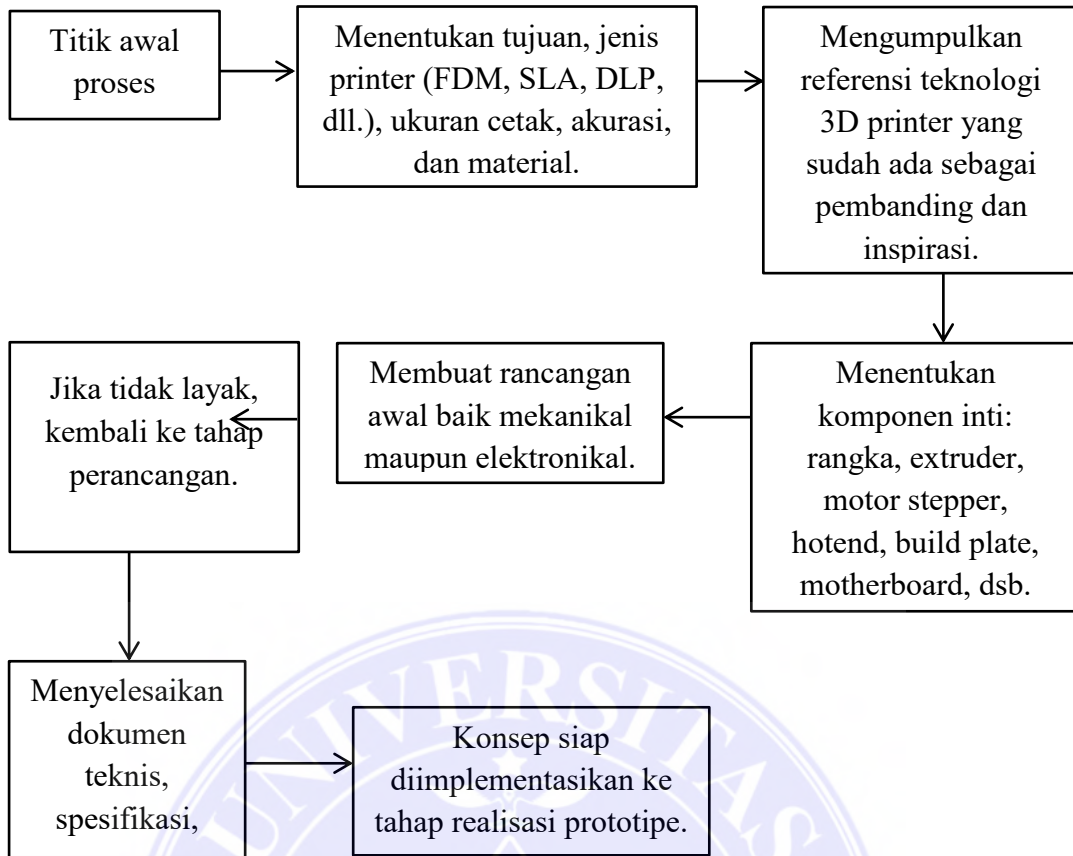 Titik awal
proses
Menentukan tujuan, jenis
printer (FDM, SLA, DLP,
dll.), ukuran cetak, akurasi,
dan material.
Mengumpulkan
referensi teknologi
3D printer yang
sudah ada sebagai
pembanding dan
inspirasi.
Menentukan
komponen inti:
rangka, extruder,
motor stepper,
hotend, build plate,
motherboard, dsb.
Membuat rancangan
awal baik mekanikal
maupun elektronikal.
Jika tidak layak,
kembali ke tahap
perancangan.
Menyelesaikan
dokumen
teknis,
spesifikasi,
Konsep siap
diimplementasikan ke
tahap realisasi prototipe.
UNIVERSITAS